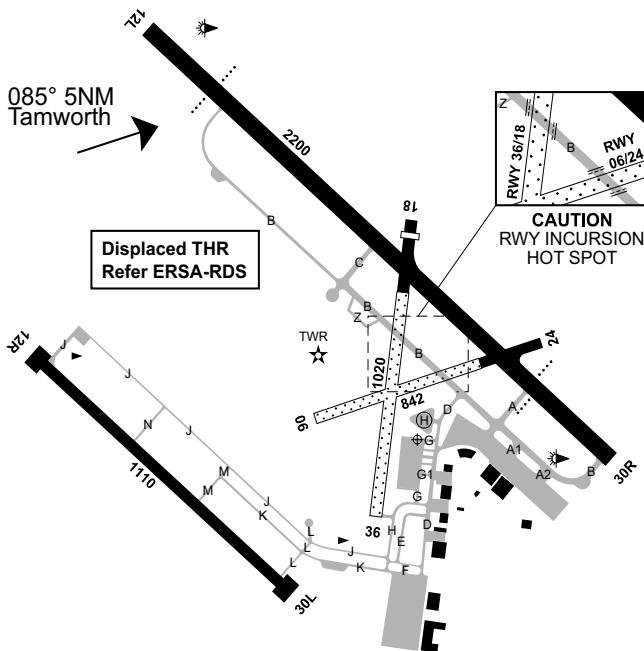 12L
085° 5NM
Tamworth
2200
Z
RWY 36/18
B
RWY
06/24
CAUTION
RWY INCURSION
HOT SPOT
18
B
Displaced THR
Refer ERSA-RDS
C
B
Z
TWR
B
24
12R
J
J
1020
842
06
D
H
A
G
A1
A2
B
30R
N
J
1110
M
M
K
J
G1
G
36
H
D
E
L
L
L
J
K
F
30L